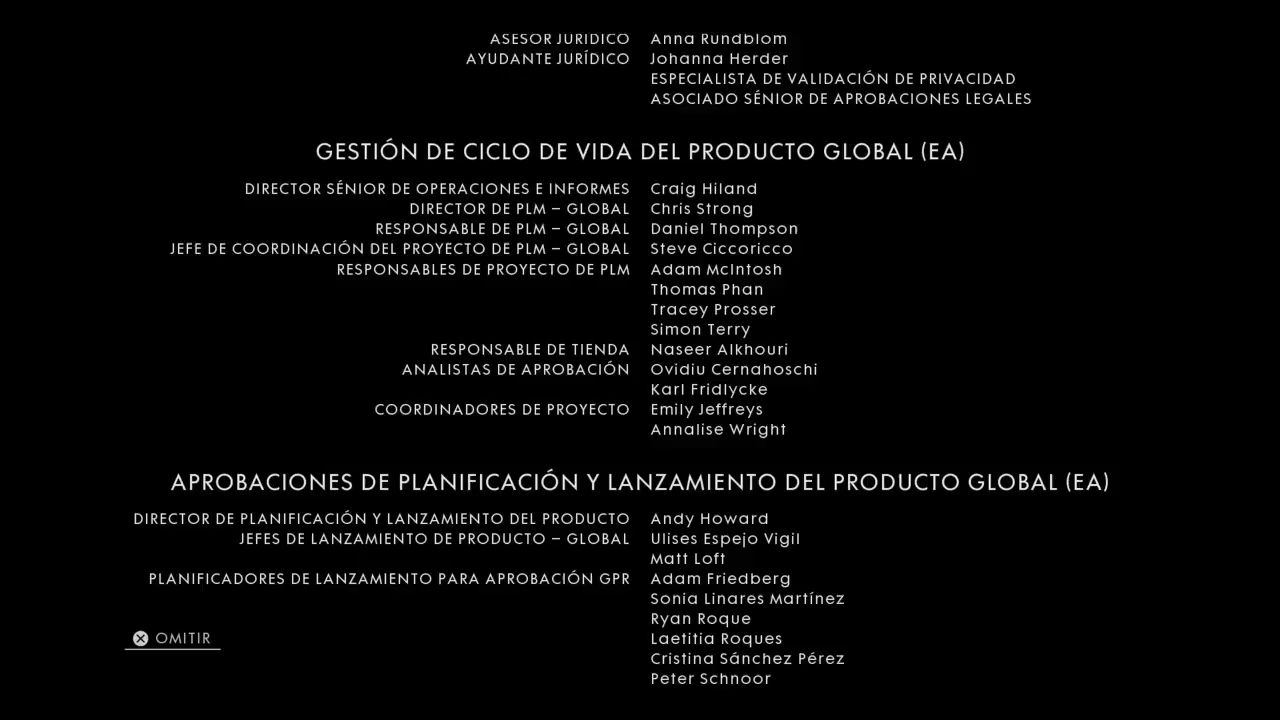 ASESOR JURIDICO Anna Rundblom
AYUDANTE JURÍDICO Johanna Herder
ESPECIALISTA DE VALIDACIÓN DE PRIVACIDAD
ASOCIADO SÉNIOR DE APROBACIONES LEGALES
GESTIÓN DE CICLO DE VIDA DEL PRODUCTO GLOBAL (EA)
DIRECTOR SÉNIOR DE OPERACIONES E INFORMES Craig Hiland
DIRECTOR DE PLM – GLOBAL Chris Strong
RESPONSABLE DE PLM – GLOBAL Daniel Thompson
JEFE DE COORDINACIÓN DEL PROYECTO DE PLM – GLOBAL Steve Ciccoricco
RESPONSABLES DE PROYECTO DE PLM Adam McIntosh
Thomas Phan
Tracey Prosser
Simon Terry
RESPONSABLE DE TIENDA Naseer Alkhouri
ANALISTAS DE APROBACIÓN Ovidiu Cernahoschi
Karl Fridlycke
COORDINADORES DE PROYECTO Emily Jeffreys
Annalise Wright
APROBACIONES DE PLANIFICACIÓN Y LANZAMIENTO DEL PRODUCTO GLOBAL (EA)
DIRECTOR DE PLANIFICACIÓN Y LANZAMIENTO DEL PRODUCTO Andy Howard
JEFES DE LANZAMIENTO DE PRODUCTO – GLOBAL Ulises Espejo Vigil
Matt Loft
PLANIFICADORES DE LANZAMIENTO PARA APROBACIÓN GPR Adam Friedberg
Sonia Linares Martínez
Ryan Roque
OMITIR Laetitia Roques
Cristina Sánchez Pérez
Peter Schnoor